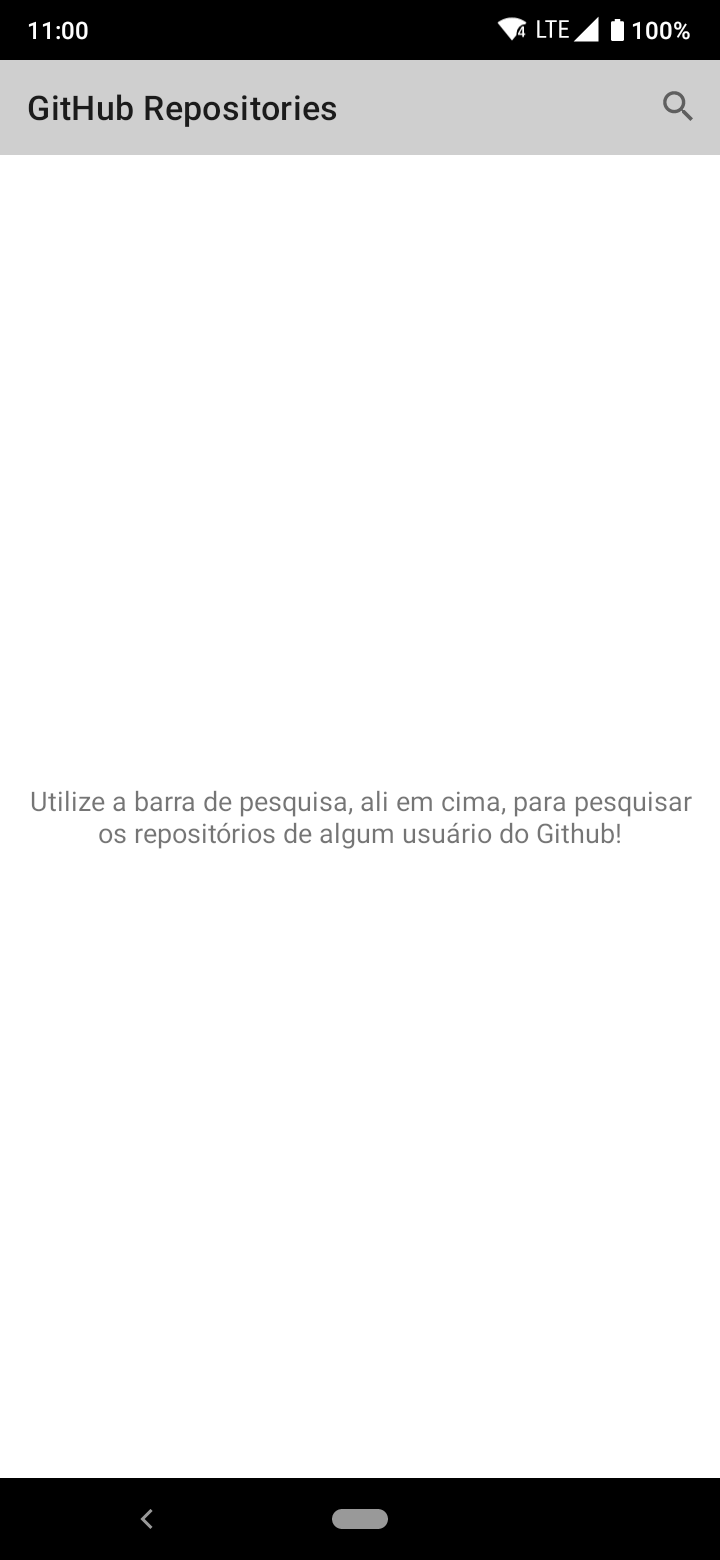 11:00
4 LTE 100%
GitHub Repositories
Utilize a barra de pesquisa, ali em cima, para pesquisar
os repositórios de algum usuário do Github!